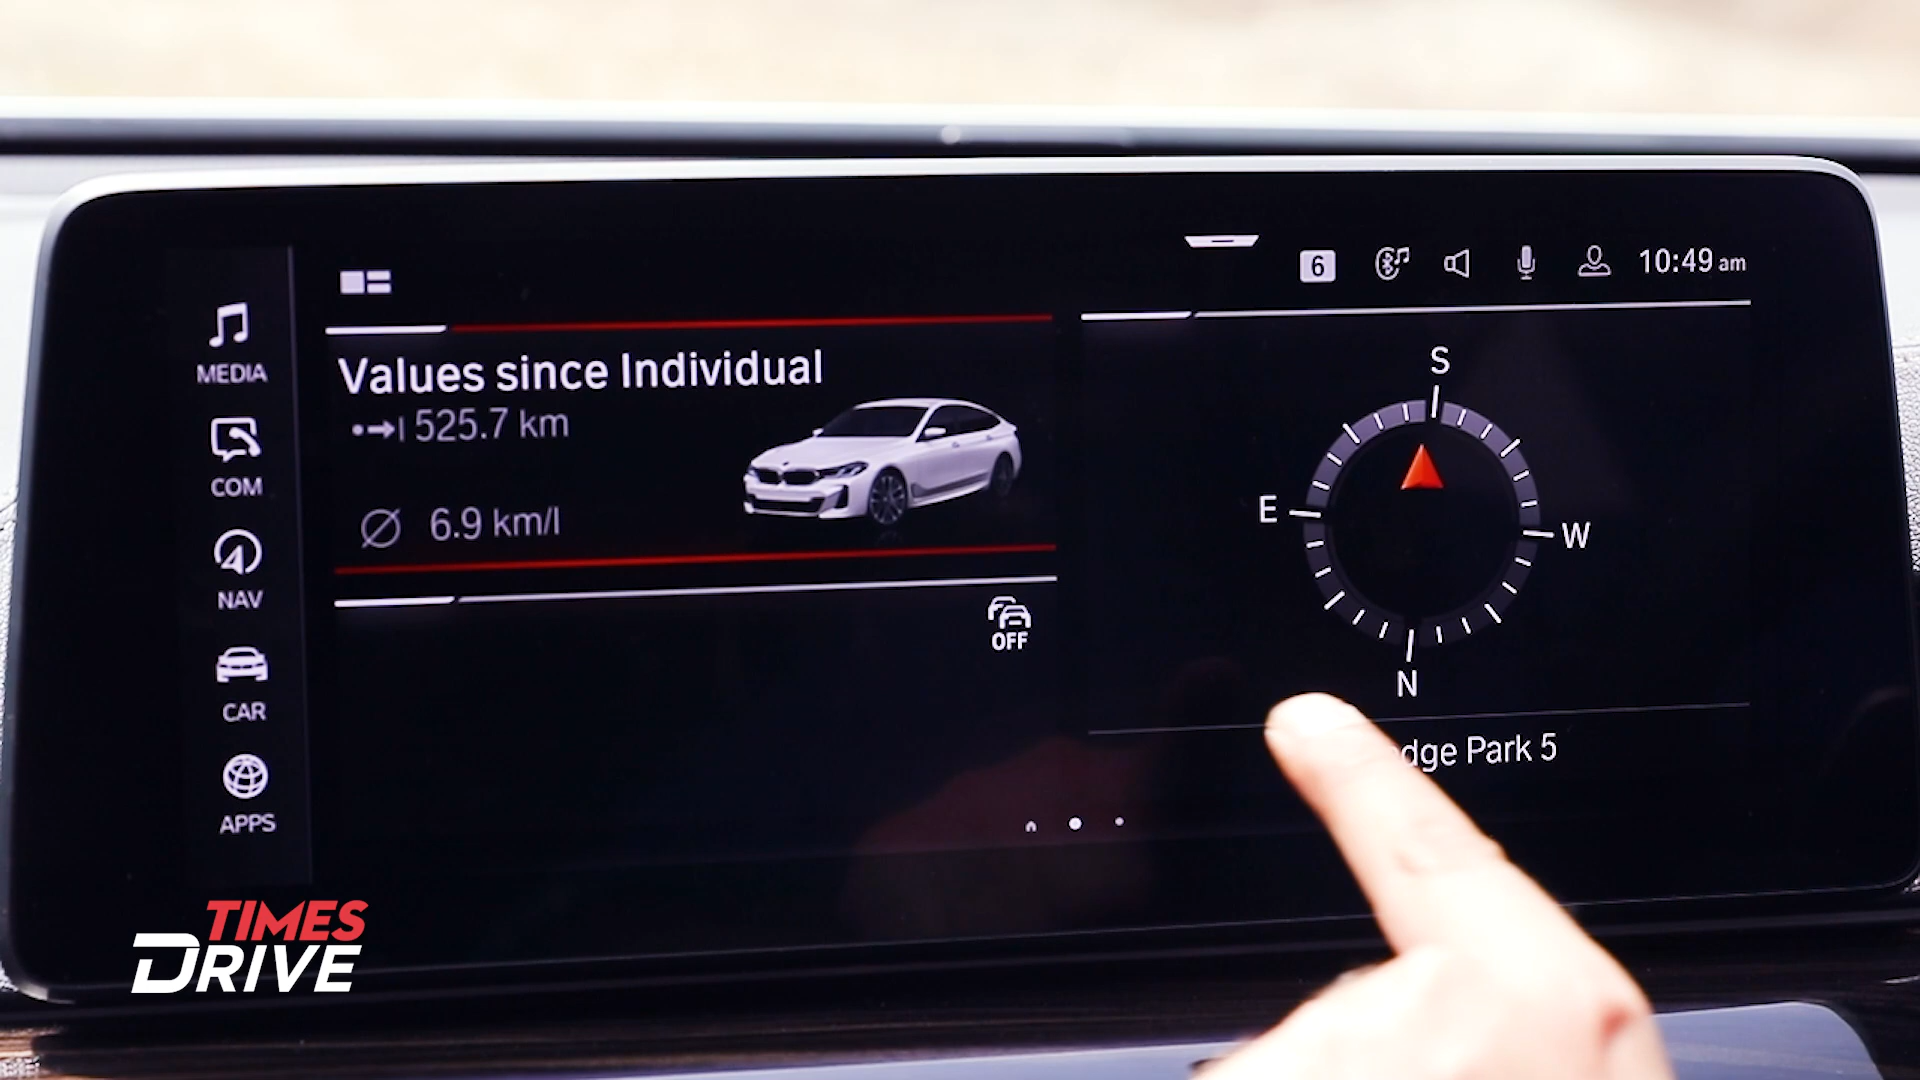 6
10:49 am
MEDIA
COM
NAV
CAR
APPS
Values since Individual
525.7 km
6.9 km/l
OFF
S
E
W
N
Park 5
TIMES
DRIVE